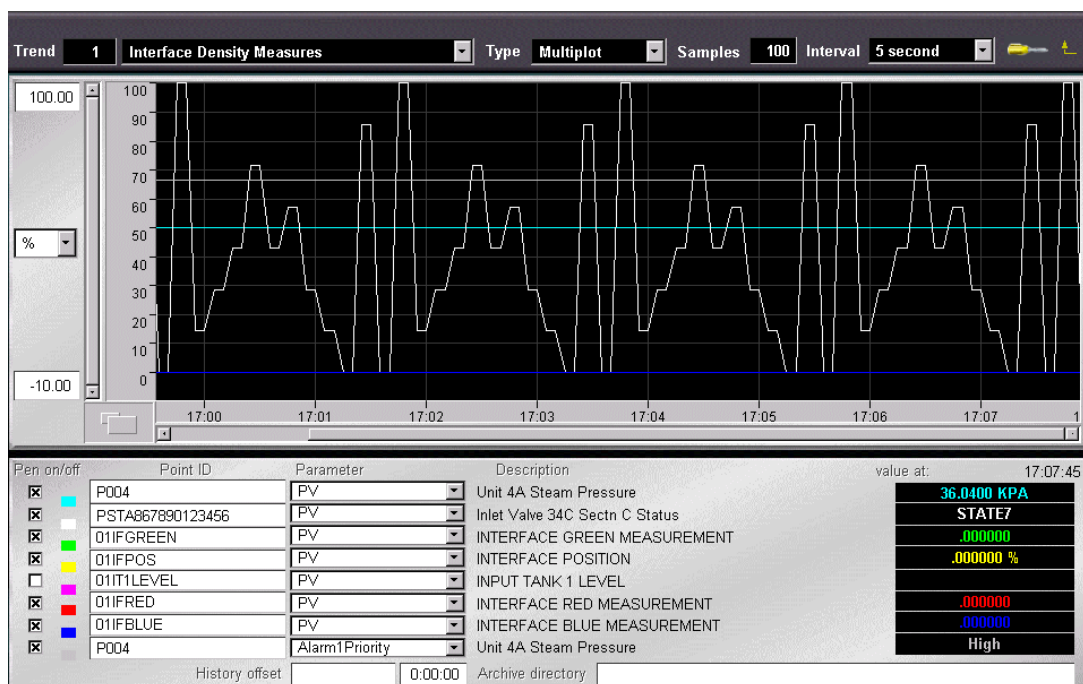 Trend 1 Interface Density Measures Type Multiplot Samples 100 Interval 5 second
100.00
%
-10.00
100
90
80
70
60
50
40
30
20
10
0
17:00 17:01 17:02 17:03 17:04 17:05 17:06 17:07 1
Pen on/off Point ID Parameter Description value at: 17:07:45
P004 PV Unit 4A Steam Pressure 36.0400 KPA
PSTA867890123456 PV Inlet Valve 34C Sectn C Status STATE7
01IFGREEN PV INTERFACE GREEN MEASUREMENT .000000
01IFPOS PV INTERFACE POSITION .000000 %
01IT1LEVEL PV INPUT TANK 1 LEVEL
01IFRED PV INTERFACE RED MEASUREMENT .000000
01IFBLUE PV INTERFACE BLUE MEASUREMENT .000000
P004 Alarm1Priority Unit 4A Steam Pressure High
History offset 0:00:00 Archive directory